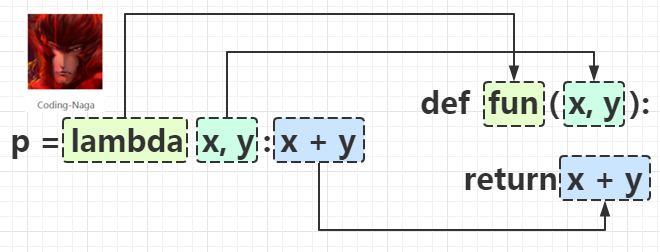 Coding-Naga
p = lambda x, y : x + y
def fun ( x, y ) :
return x + y